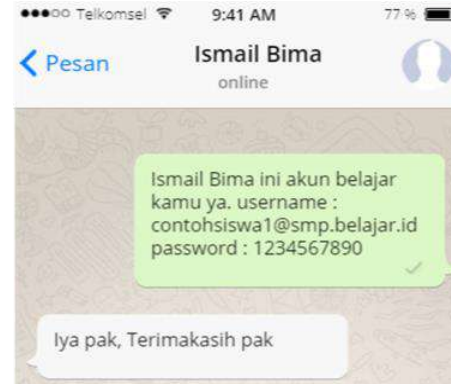 Telkomsel 9:41 AM 77 %
Pesan Ismail Bima
online
Ismail Bima ini akun belajar
kamu ya. username :
contohsiswa1@smp.belajar.id
password : 1234567890
Iya pak, Terimakasih pak